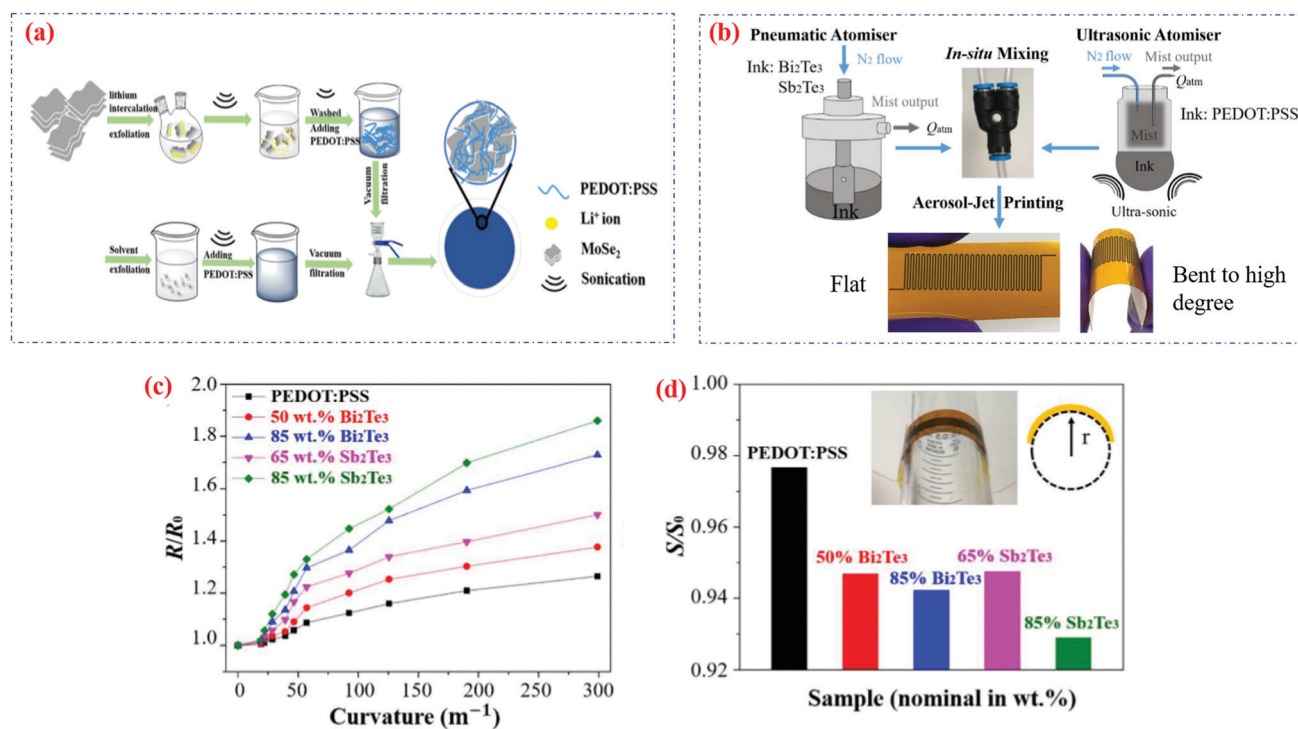 (a)
lithium
intercalation
exfoliation
Washed
Adding
PEDOT:PSS
Vacuum
filtration
Solvent
exfoliation
Adding
PEDOT:PSS
Vacuum
filtration
PEDOT:PSS
Li⁺ ion
MoSe₂
Sonication
(b)
Pneumatic Atomiser
N₂ flow
Ink: Bi₂Te₃
Sb₂Te₃
Mist output
Qatm
Ink
In-situ Mixing
Ultrasonic Atomiser
N₂ flow
Mist output
Qatm
Ink: PEDOT:PSS
Mist
Ink
Ultra-sonic
Aerosol-Jet Printing
Flat
Bent to high
degree
(c)
R/R₀
2.0
1.8
1.6
1.4
1.2
1.0
PEDOT:PSS
50 wt.% Bi₂Te₃
85 wt.% Bi₂Te₃
65 wt.% Sb₂Te₃
85 wt.% Sb₂Te₃
0 50 100 150 200 250 300
Curvature (m⁻¹)
(d)
S/S₀
1.00
0.98
0.96
0.94
0.92
PEDOT:PSS
r
50% Bi₂Te₃
85% Bi₂Te₃
65% Sb₂Te₃
85% Sb₂Te₃
Sample (nominal in wt.%)